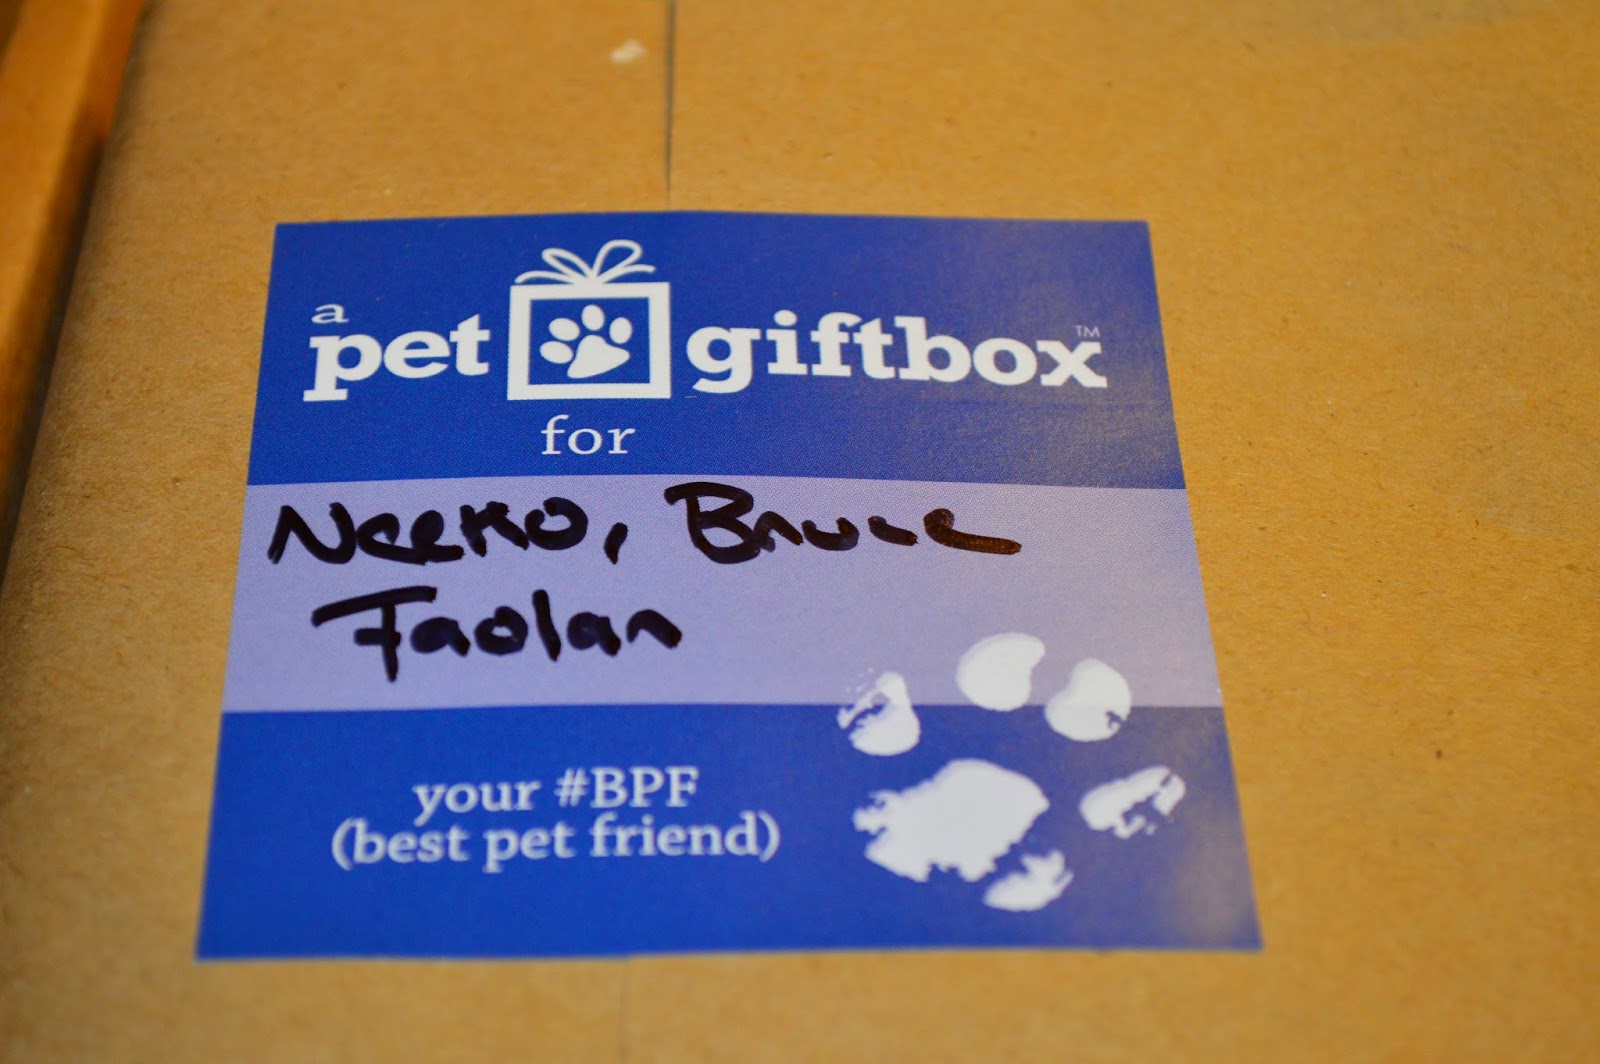 a
pet giftbox™
for
Neeko, Bruce
Faolan
your #BPF
(best pet friend)